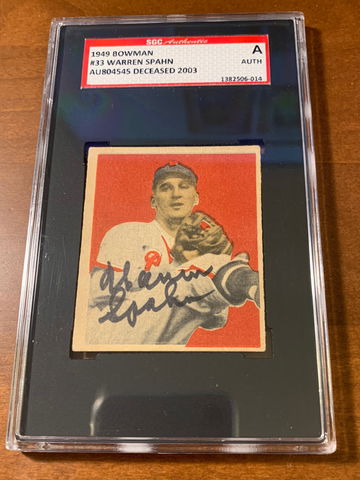 SGC Authentic
1949 BOWMAN
#33 WARREN SPAHN
AU804545 DECEASED 2003
A
AUTH
1382506-014
B
Warren
Spahn